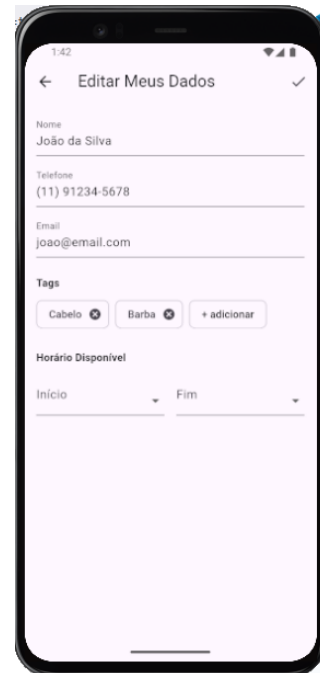 1:42
Editar Meus Dados
Nome
João da Silva
Telefone
(11) 91234-5678
Email
joao@email.com
Tags
Cabelo Barba + adicionar
Horário Disponível
Início Fim